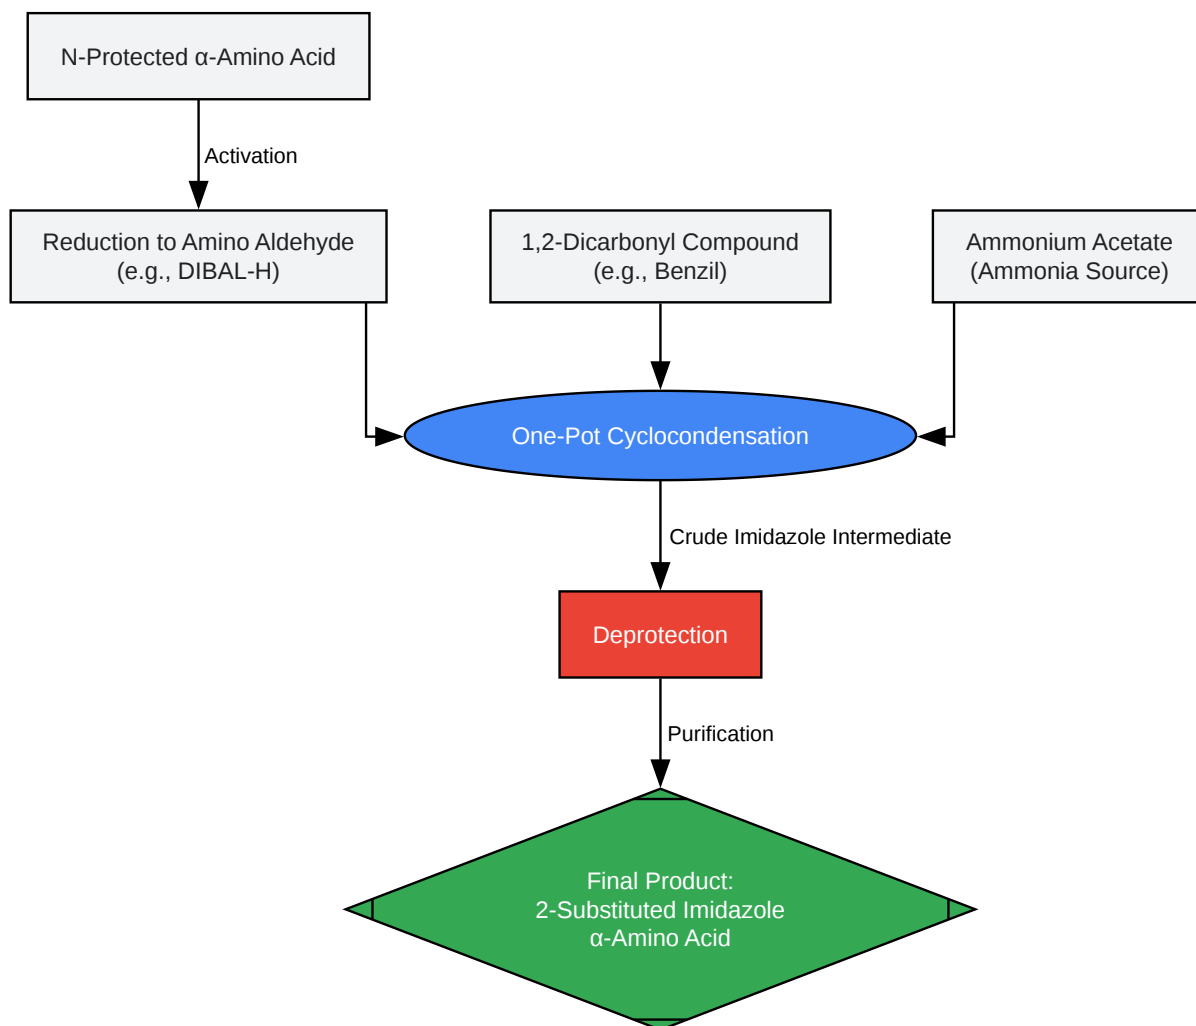 N-Protected α-Amino Acid
Activation
Reduction to Amino Aldehyde
(e.g., DIBAL-H)
1,2-Dicarbonyl Compound
(e.g., Benzil)
Ammonium Acetate
(Ammonia Source)
One-Pot Cyclocondensation
Crude Imidazole Intermediate
Deprotection
Purification
Final Product:
2-Substituted Imidazole
α-Amino Acid